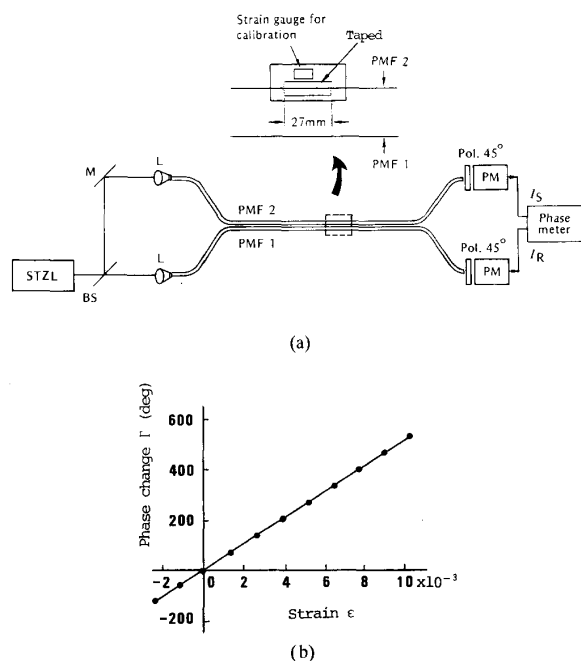 Strain gauge for
calibration
Taped
PMF 2
27mm
PMF 1
M
L
PMF 2
PMF 1
L
STZL
BS
Pol. 45°
PM
I_S
Phase
meter
I_R
Pol. 45°
PM
(a)
Phase change Γ (deg)
600
400
200
-200
-2 0 2 4 6 8 10 x10⁻³
Strain ε
(b)